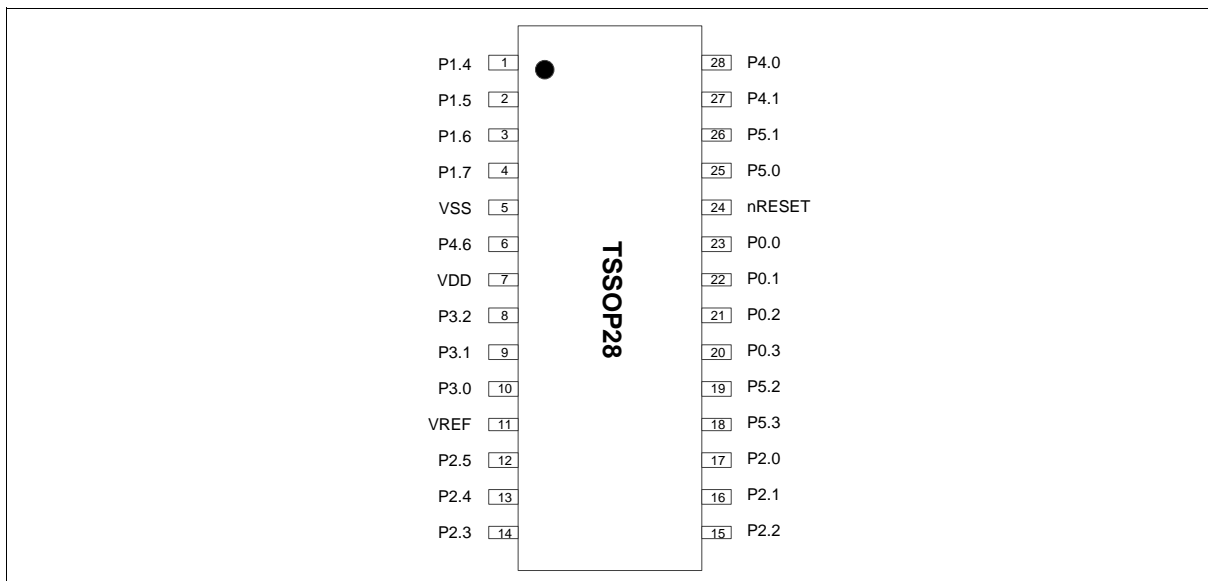 P1.4 1 28 P4.0
P1.5 2 27 P4.1
P1.6 3 26 P5.1
P1.7 4 25 P5.0
VSS 5 24 nRESET
P4.6 6 23 P0.0
VDD 7 22 P0.1
P3.2 8 21 P0.2
P3.1 9 20 P0.3
P3.0 10 19 P5.2
VREF 11 18 P5.3
P2.5 12 17 P2.0
P2.4 13 16 P2.1
P2.3 14 15 P2.2
TSSOP28